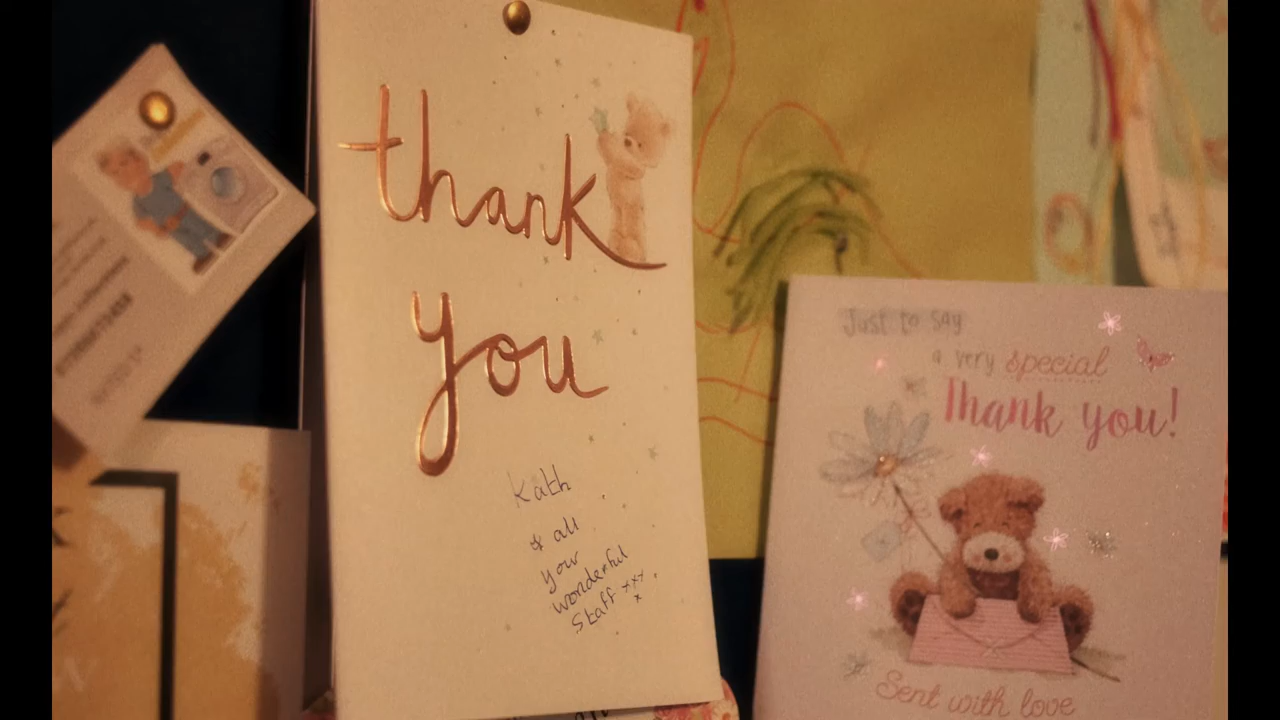 thank
you
Kath
& all
your
wonderful
Staff xxx
x
Just to say
a very special
Thank you!
Sent with love